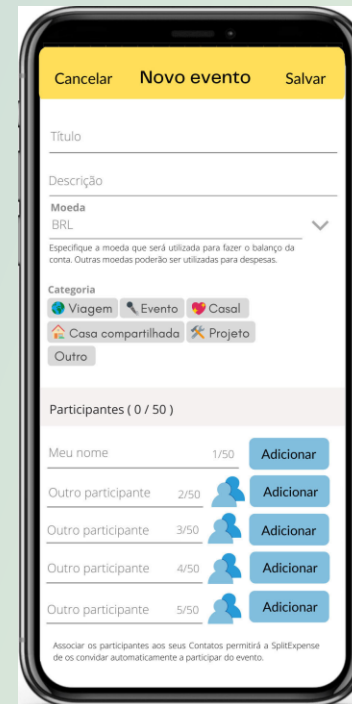 Cancelar Novo evento Salvar
Título
Descrição
Moeda
BRL
Especifique a moeda que será utilizada para fazer o balanço da
conta. Outras moedas poderão ser utilizadas para despesas.
Categoria
Viagem Evento Casal
Casa compartilhada Projeto
Outro
Participantes ( 0 / 50 )
Meu nome 1/50 Adicionar
Outro participante 2/50 Adicionar
Outro participante 3/50 Adicionar
Outro participante 4/50 Adicionar
Outro participante 5/50 Adicionar
Associar os participantes aos seus Contatos permitirá a SplitExpense
de os convidar automaticamente a participar do evento.